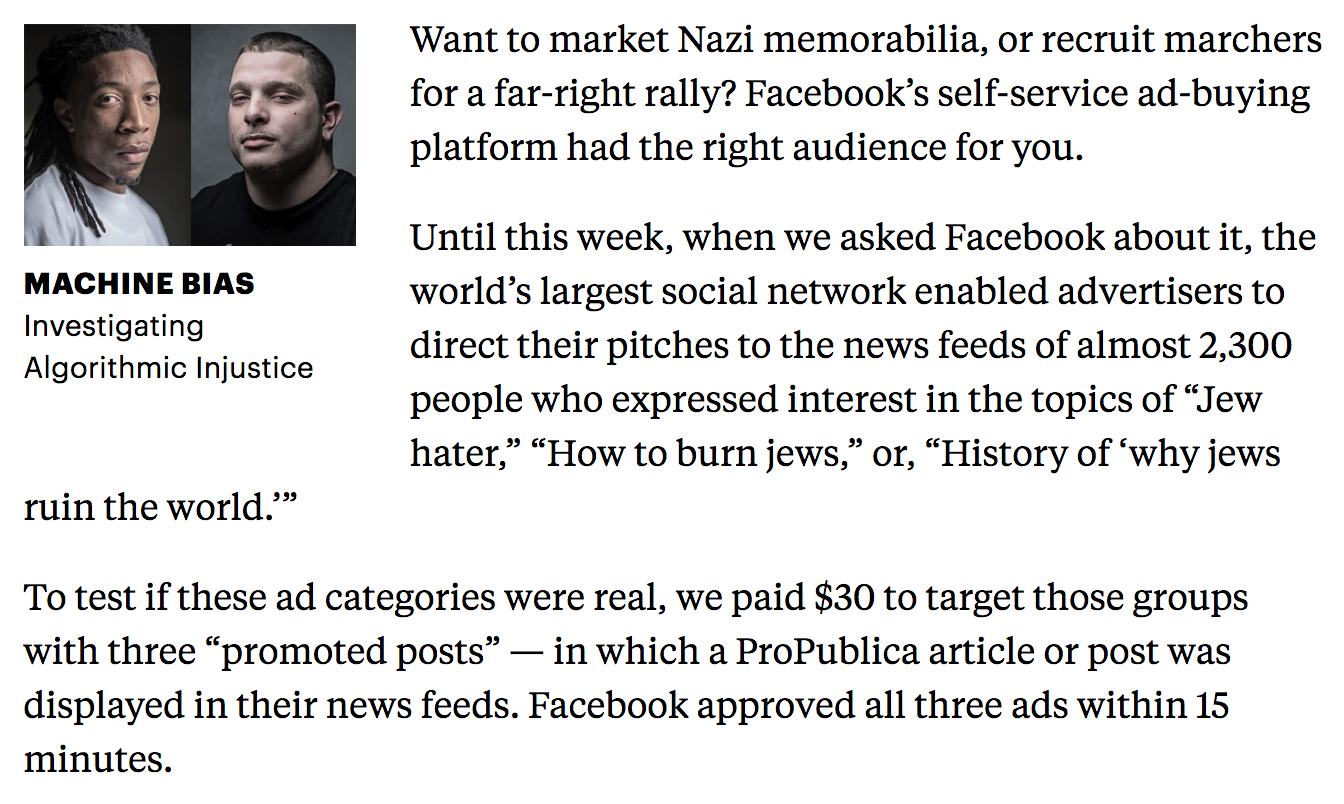 Want to market Nazi memorabilia, or recruit marchers
for a far-right rally? Facebook’s self-service ad-buying
platform had the right audience for you.
MACHINE BIAS
Investigating
Algorithmic Injustice
Until this week, when we asked Facebook about it, the
world’s largest social network enabled advertisers to
direct their pitches to the news feeds of almost 2,300
people who expressed interest in the topics of “Jew
hater,” “How to burn jews,” or, “History of ‘why jews
ruin the world.’”
To test if these ad categories were real, we paid $30 to target those groups
with three “promoted posts” — in which a ProPublica article or post was
displayed in their news feeds. Facebook approved all three ads within 15
minutes.